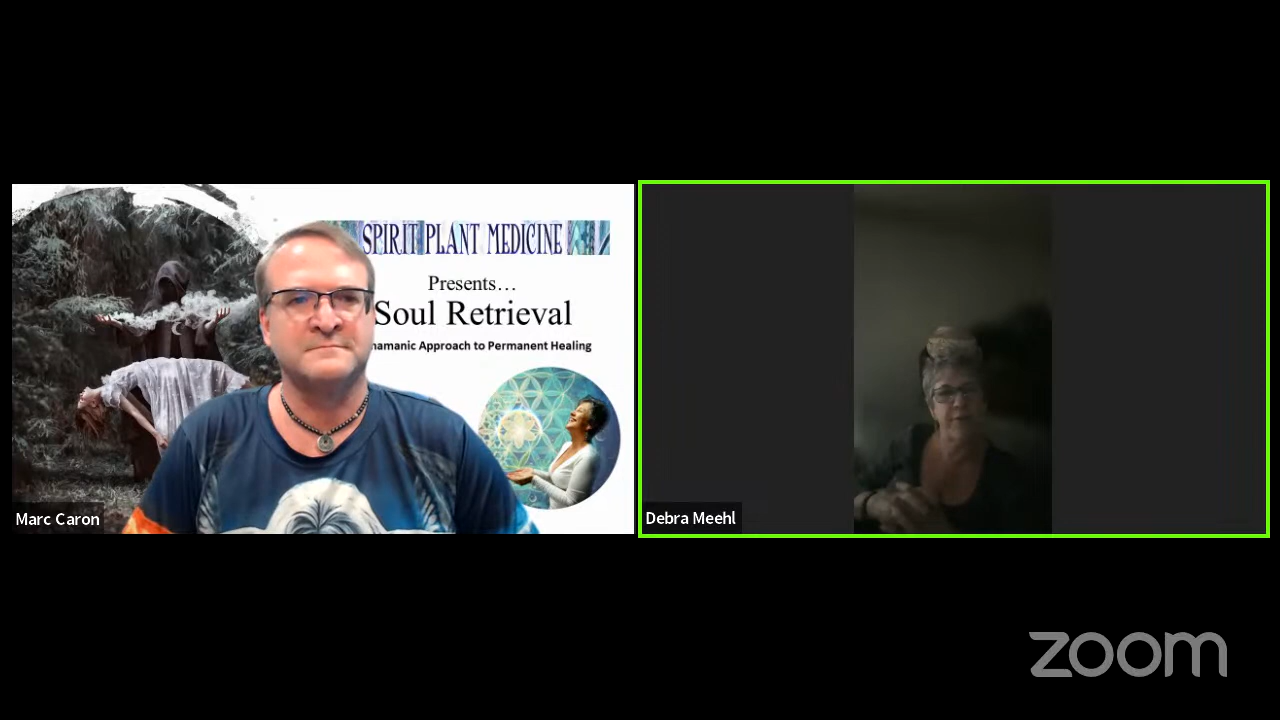 SPIRIT PLANT MEDICINE
Presents…
Soul Retrieval
hamanic Approach to Permanent Healing
Marc Caron
Debra Meehl
zoom